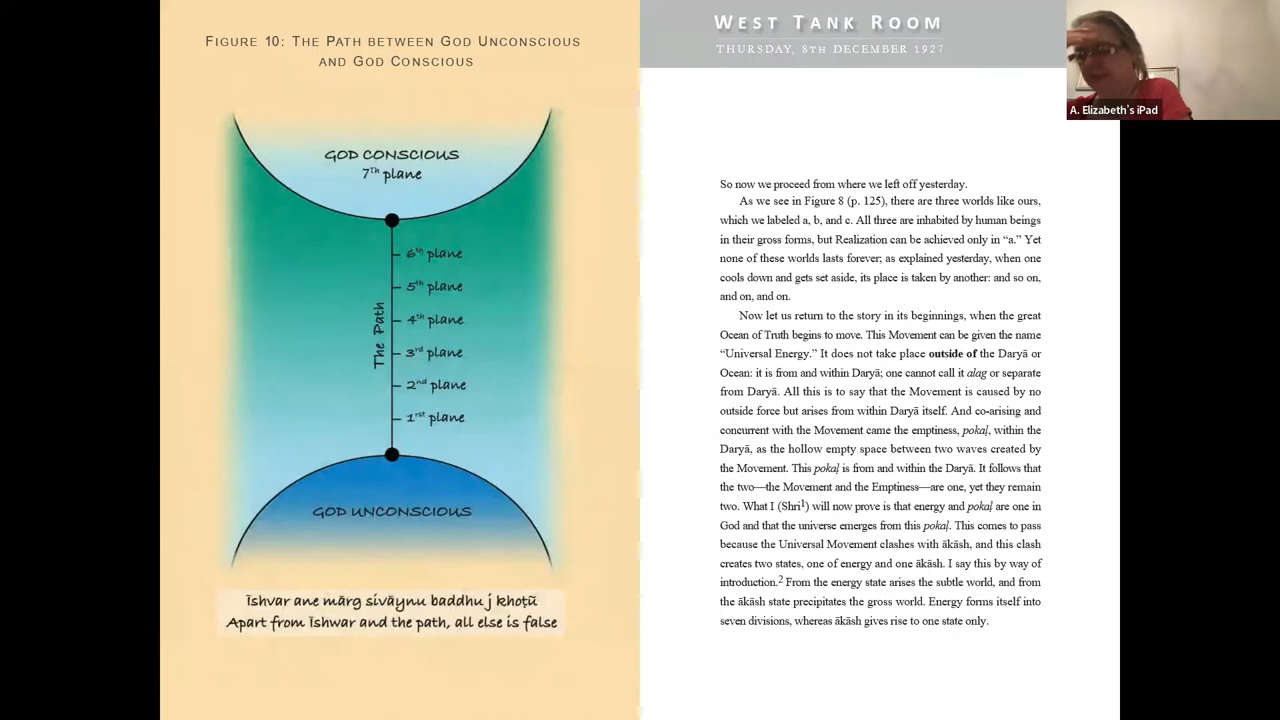 FIGURE 10: THE PATH BETWEEN GOD UNCONSCIOUS
AND GOD CONSCIOUS
GOD CONSCIOUS
7Th plane
6th plane
5th plane
4th plane
3rd plane
2nd plane
1rst plane
The Path
GOD UNCONSCIOUS
Īshvar ane mārg sivāynu baddhu j khoṭū
Apart from Īshwar and the path, all else is false
WEST TANK ROOM
THURSDAY, 8TH DECEMBER 1927
So now we proceed from where we left off yesterday.
As we see in Figure 8 (p. 125), there are three worlds like ours,
which we labeled a, b, and c. All three are inhabited by human beings
in their gross forms, but Realization can be achieved only in “a.” Yet
none of these worlds lasts forever; as explained yesterday, when one
cools down and gets set aside, its place is taken by another: and so on,
and on, and on.
Now let us return to the story in its beginnings, when the great
Ocean of Truth begins to move. This Movement can be given the name
“Universal Energy.” It does not take place outside of the Daryā or
Ocean: it is from and within Daryā; one cannot call it alag or separate
from Daryā. All this is to say that the Movement is caused by no
outside force but arises from within Daryā itself. And co-arising and
concurrent with the Movement came the emptiness, pokaḷ, within the
Daryā, as the hollow empty space between two waves created by
the Movement. This pokaḷ is from and within the Daryā. It follows that
the two—the Movement and the Emptiness—are one, yet they remain
two. What I (Shri1) will now prove is that energy and pokaḷ are one in
God and that the universe emerges from this pokaḷ. This comes to pass
because the Universal Movement clashes with ākāsh, and this clash
creates two states, one of energy and one ākāsh. I say this by way of
introduction.2 From the energy state arises the subtle world, and from
the ākāsh state precipitates the gross world. Energy forms itself into
seven divisions, whereas ākāsh gives rise to one state only.
A. Elizabeth's iPad